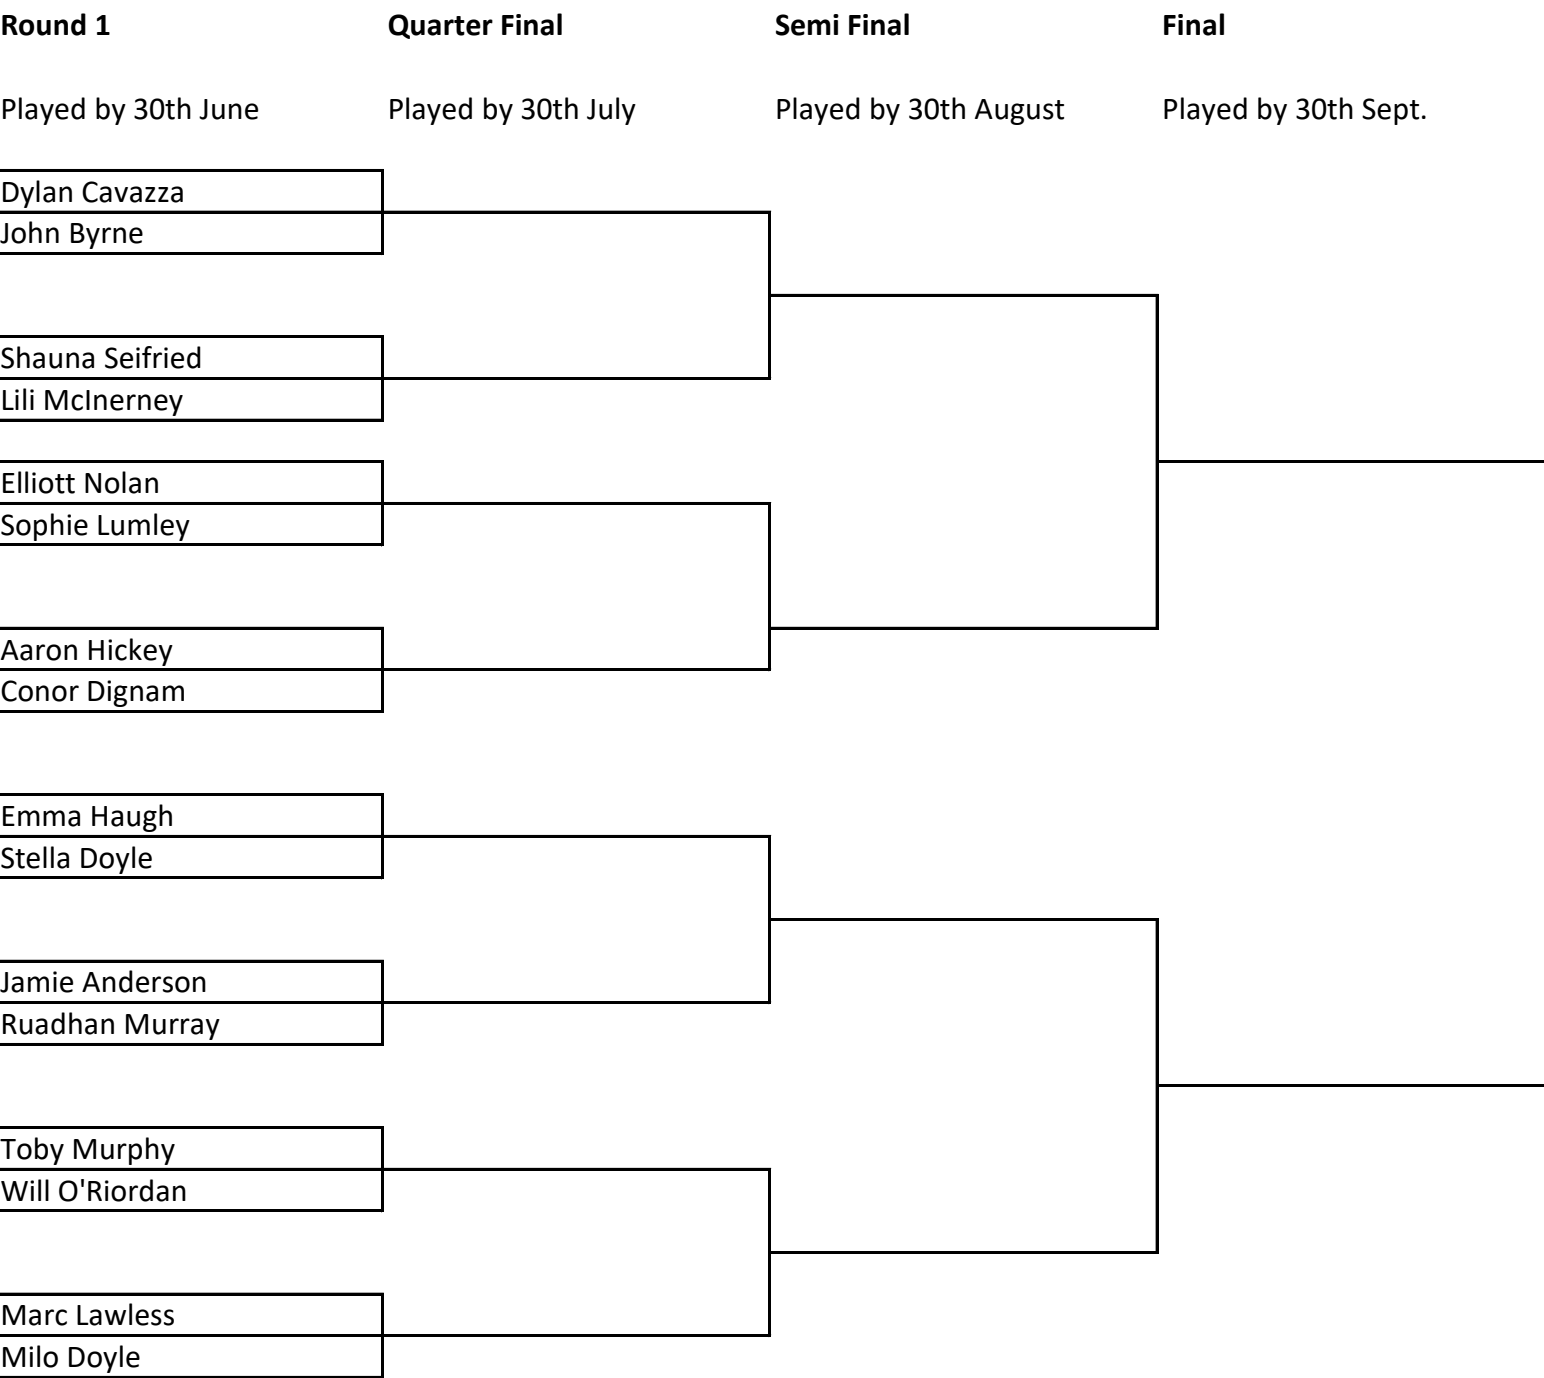 Round 1 Quarter Final Semi Final Final
Played by 30th June Played by 30th July Played by 30th August Played by 30th Sept.
Dylan Cavazza
John Byrne
Shauna Seifried
Lili McInerney
Elliott Nolan
Sophie Lumley
Aaron Hickey
Conor Dignam
Emma Haugh
Stella Doyle
Jamie Anderson
Ruadhan Murray
Toby Murphy
Will O'Riordan
Marc Lawless
Milo Doyle